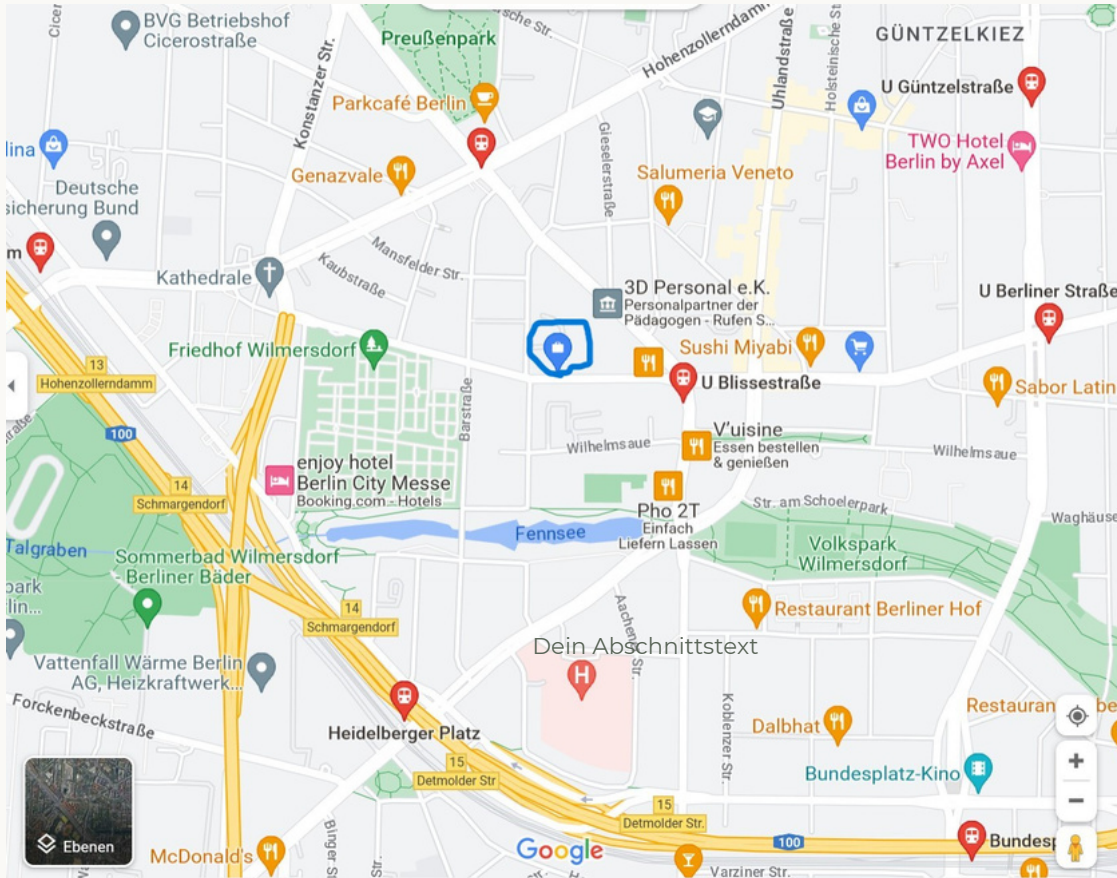 BVG Betriebshof
Cicerostraße
Preußenpark
Hohenzollerndamm
GÜNTZELKIEZ
Konstanzer Str.
Uhlandstraße
U Güntzelstraße
Parkcafé Berlin
Gieselerstraße
TWO Hotel
Berlin by Axel
Genazvale
Salumeria Veneto
Deutsche
sicherung Bund
Mansfelder Str.
Kaubstraße
Kathedrale
3D Personal e.K.
Personalpartner der
Pädagogen - Rufen S...
U Berliner Straße
Friedhof Wilmersdorf
Sushi Miyabi
13
Hohenzollerndamm
U Blissestraße
Sabor Latin
Barstraße
100
V'uisine
Essen bestellen
& genießen
Wilhelmsaue
Wilhelmsaue
enjoy hotel
Berlin City Messe
Booking.com - Hotels
14
Schmargendorf
Pho 2T
Einfach
Liefern Lassen
Str. am Schoelerpark
Waghäuse
Fennsee
Volkspark
Wilmersdorf
Talgraben
Sommerbad Wilmersdorf
Berliner Bäder
14
Schmargendorf
Restaurant Berliner Hof
Dein Abschnittstext
Vattenfall Wärme Berlin
AG, Heizkraftwerk...
H
Forckenbeckstraße
Heidelberger Platz
Koblenzer Str.
Dalbhat
Restauran
15
Detmolder Str
Bundesplatz-Kino
15
Detmolder Str.
100
Ebenen
McDonald's
Google
Varziner Str.